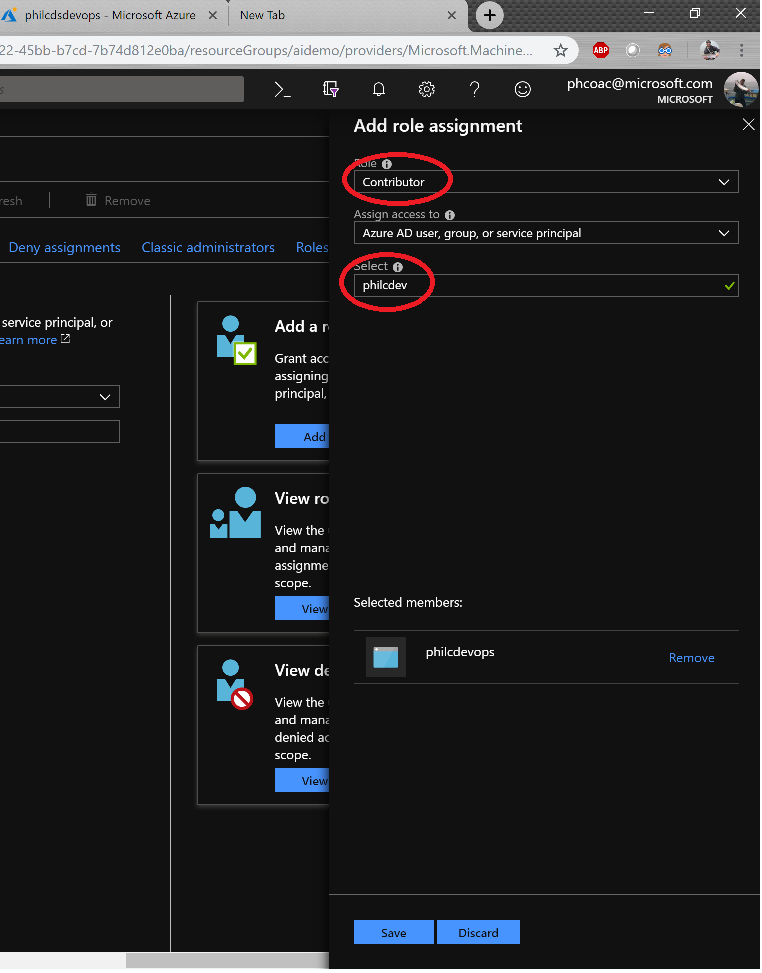 philcdsdevops - Microsoft Azure
New Tab
22-45bb-b7cd-7b74d812e0ba/resourceGroups/aidemo/providers/Microsoft.Machine...
ABP
phcoac@microsoft.com
MICROSOFT
Add role assignment
Role
Contributor
Assign access to
Azure AD user, group, or service principal
Select
philcdev
Selected members:
philcdevops
Remove
Save
Discard
resh
Remove
Deny assignments
Classic administrators
Roles
service principal, or
earn more
Add a r
Grant acc
assigning
principal,
Add
View ro
View the
and mana
assignme
scope.
View
View de
View the
and mana
denied ac
scope.
View